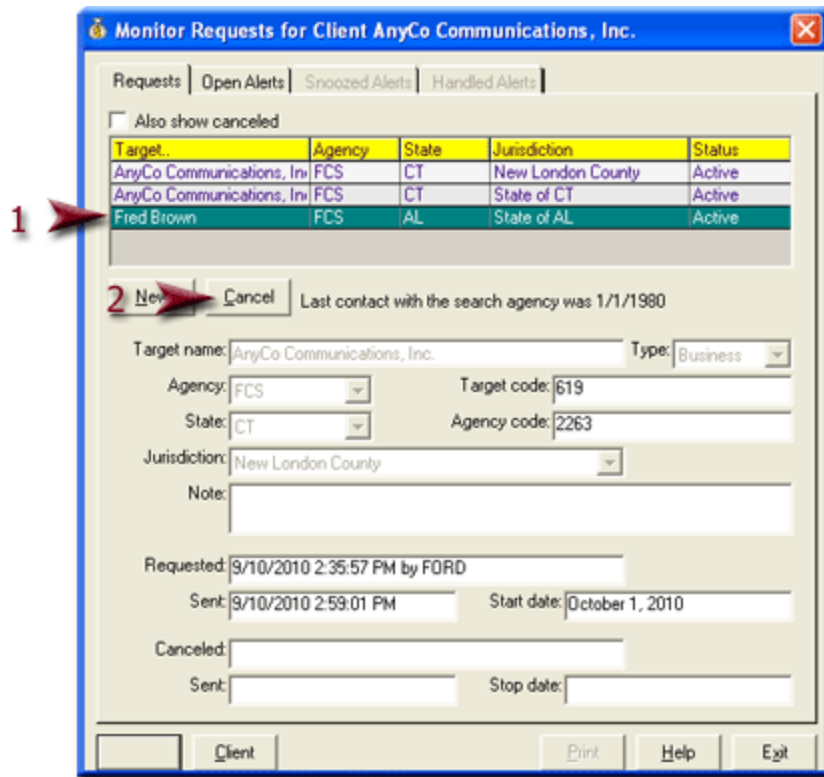 Monitor Requests for Client AnyCo Communications, Inc.
Requests Open Alerts Snoozed Alerts Handled Alerts
Also show canceled
Target.. Agency State Jurisdiction Status
AnyCo Communications, In FCS CT New London County Active
AnyCo Communications, In FCS CT State of CT Active
1 Fred Brown FCS AL State of AL Active
2 Cancel Last contact with the search agency was 1/1/1980
Target name: AnyCo Communications, Inc. Type: Business
Agency: FCS Target code: 619
State: CT Agency code: 2263
Jurisdiction: New London County
Note:
Requested: 9/10/2010 2:35:57 PM by FORD
Sent: 9/10/2010 2:59:01 PM Start date: October 1, 2010
Canceled:
Sent: Stop date:
Client Print Help Exit